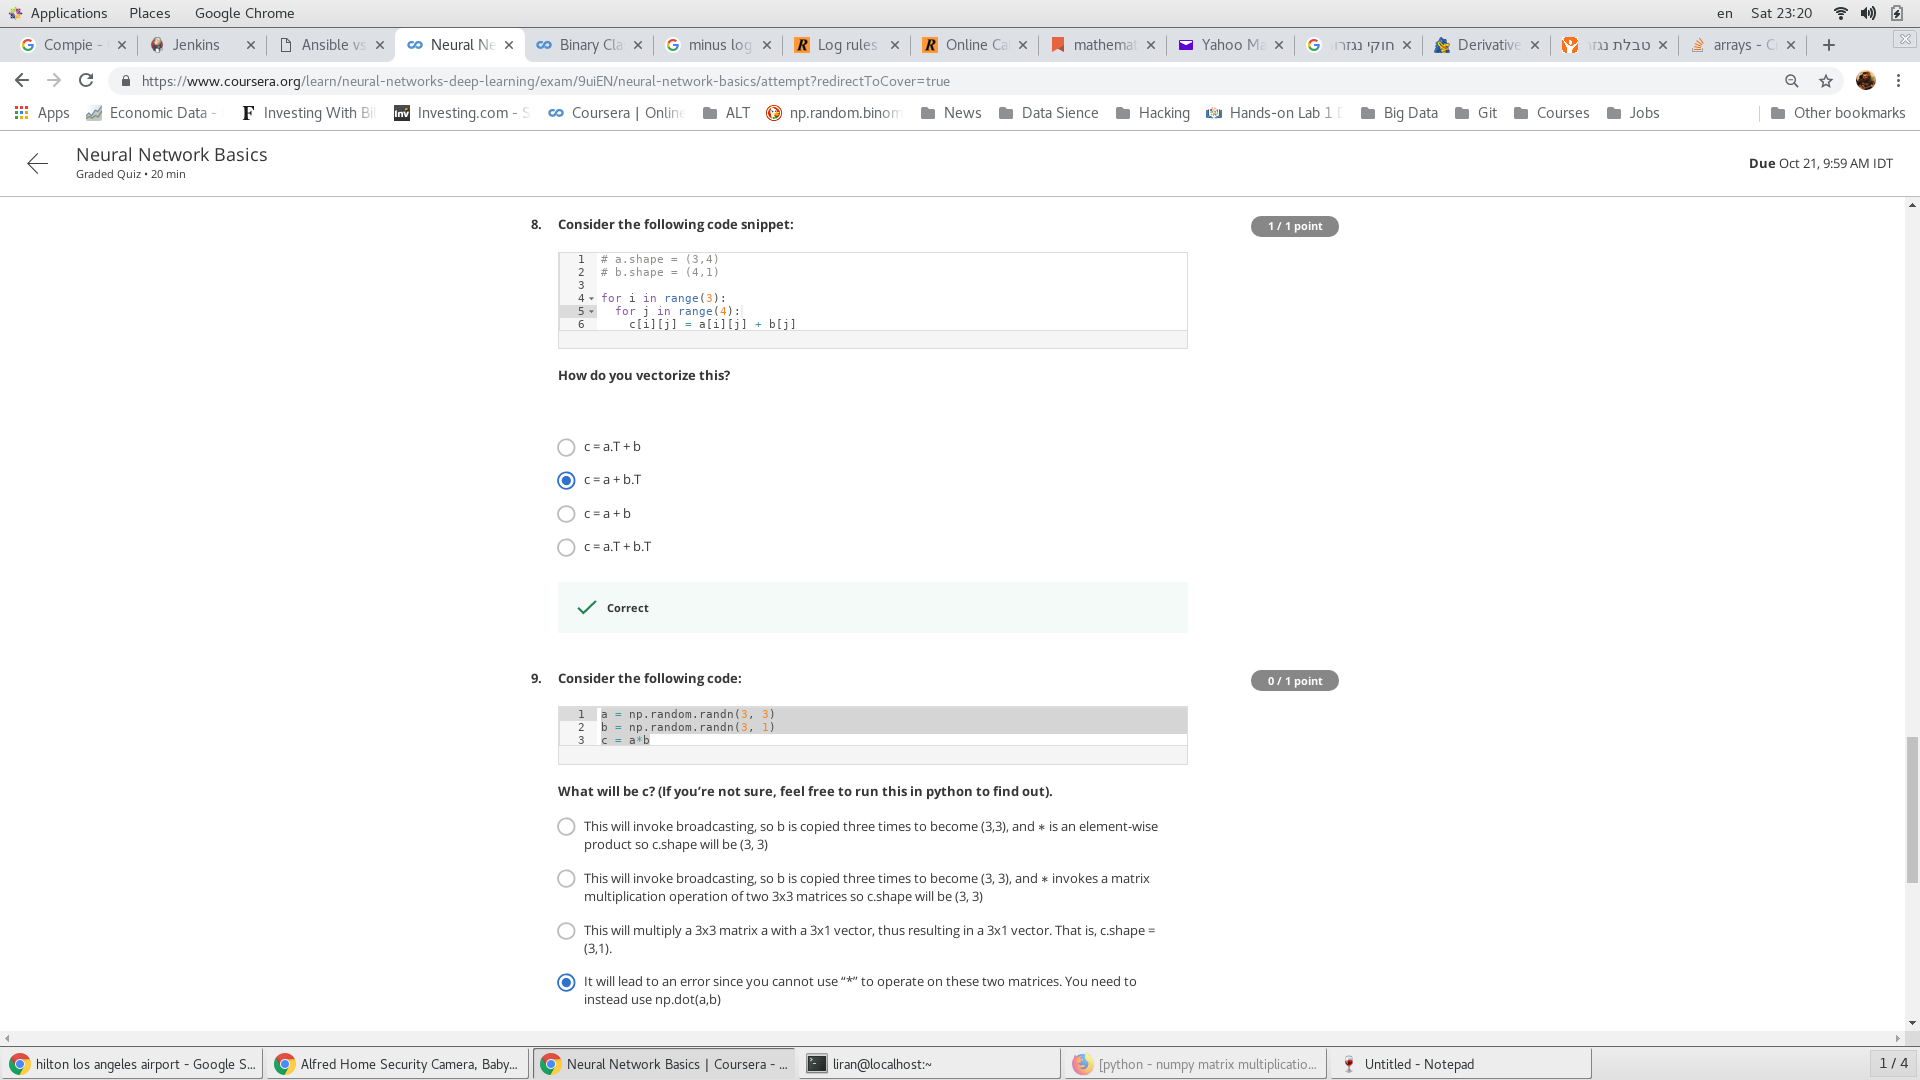 Applications Places Google Chrome en Sat 23:20
Compie - Jenkins Ansible vs Neural Ne Binary Cla minus log Log rules Online Ca mathemat Yahoo Ma חוקי נגזרו Derivative טבלת נגז arrays - C
https://www.coursera.org/learn/neural-networks-deep-learning/exam/9uiEN/neural-network-basics/attempt?redirectToCover=true
Apps Economic Data - Investing With Bil Investing.com - S Coursera | Online ALT np.random.binom News Data Sience Hacking Hands-on Lab 1 Big Data Git Courses Jobs Other bookmarks
Neural Network Basics
Graded Quiz • 20 min
Due Oct 21, 9:59 AM IDT
8. Consider the following code snippet: 1 / 1 point
1 # a.shape = (3,4)
2 # b.shape = (4,1)
3
4 for i in range(3):
5 for j in range(4):
6 c[i][j] = a[i][j] + b[j]
How do you vectorize this?
c = a.T + b
c = a + b.T
c = a + b
c = a.T + b.T
Correct
9. Consider the following code: 0 / 1 point
1 a = np.random.randn(3, 3)
2 b = np.random.randn(3, 1)
3 c = a*b
What will be c? (If you’re not sure, feel free to run this in python to find out).
This will invoke broadcasting, so b is copied three times to become (3,3), and ∗ is an element-wise
product so c.shape will be (3, 3)
This will invoke broadcasting, so b is copied three times to become (3, 3), and ∗ invokes a matrix
multiplication operation of two 3x3 matrices so c.shape will be (3, 3)
This will multiply a 3x3 matrix a with a 3x1 vector, thus resulting in a 3x1 vector. That is, c.shape =
(3,1).
It will lead to an error since you cannot use “*” to operate on these two matrices. You need to
instead use np.dot(a,b)
hilton los angeles airport - Google S... Alfred Home Security Camera, Baby... Neural Network Basics | Coursera - ... liran@localhost:~ [python - numpy matrix multiplicatio... Untitled - Notepad 1 / 4